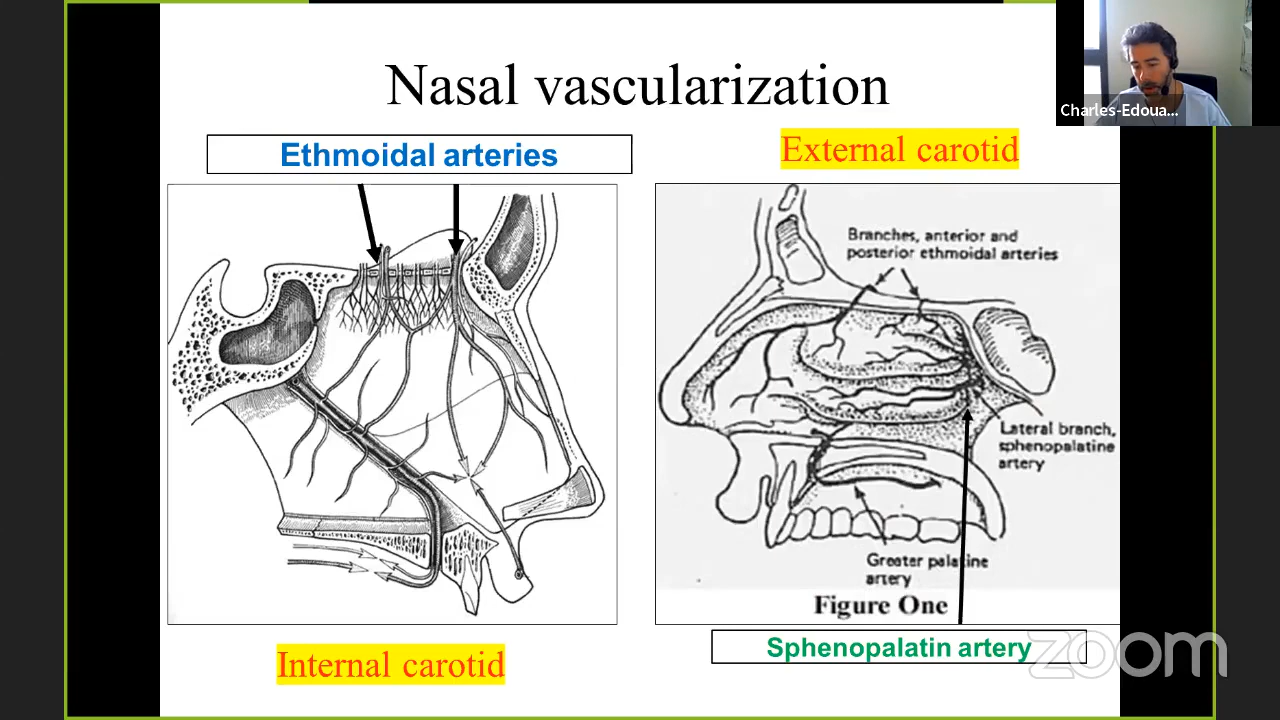 Nasal vascularization
Charles-Edoua...
Ethmoidal arteries
External carotid
Branches, anterior and
posterior ethmoidal arteries
Lateral branch,
sphenopalatine
artery
Greater palatine
artery
Figure One
Internal carotid
Sphenopalatin artery
zoom